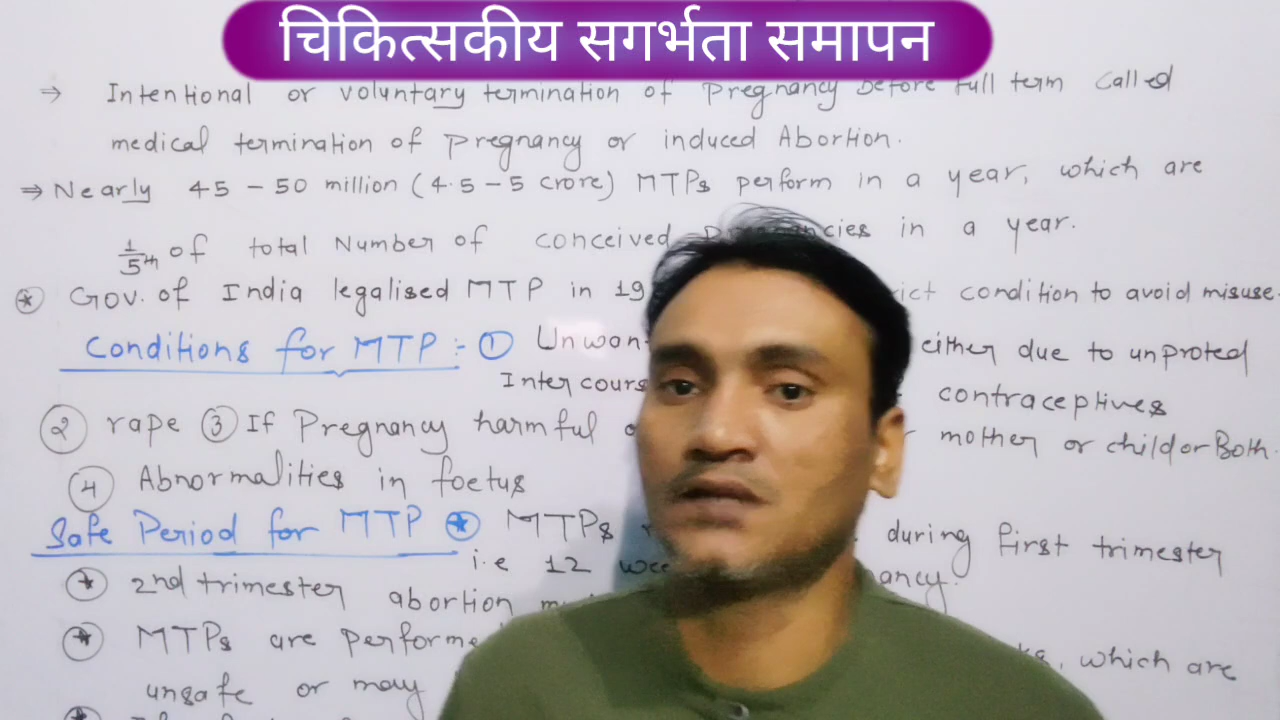 चिकित्सकीय सगर्भता समापन
⇒ Intentional or voluntary termination of pregnancy before full term called
medical termination of pregnancy or induced Abortion.
⇒ Nearly 45 - 50 million (4.5 - 5 crore) MTPs perform in a year, which are
1/5th of total Number of conceived in a year.
* Gov. of India legalised MTP in 19 condition to avoid misuse.
Conditions for MTP :- ① either due to unproted
Inter contraceptives
② rape ③ If Pregnancy harmful mother or child or Both.
④ Abnormalities in foetus
Safe Period for MTP * MTPs during first trimester
i.e 12
* 2nd trimester abortion
* MTPs are which are
unsafe or may